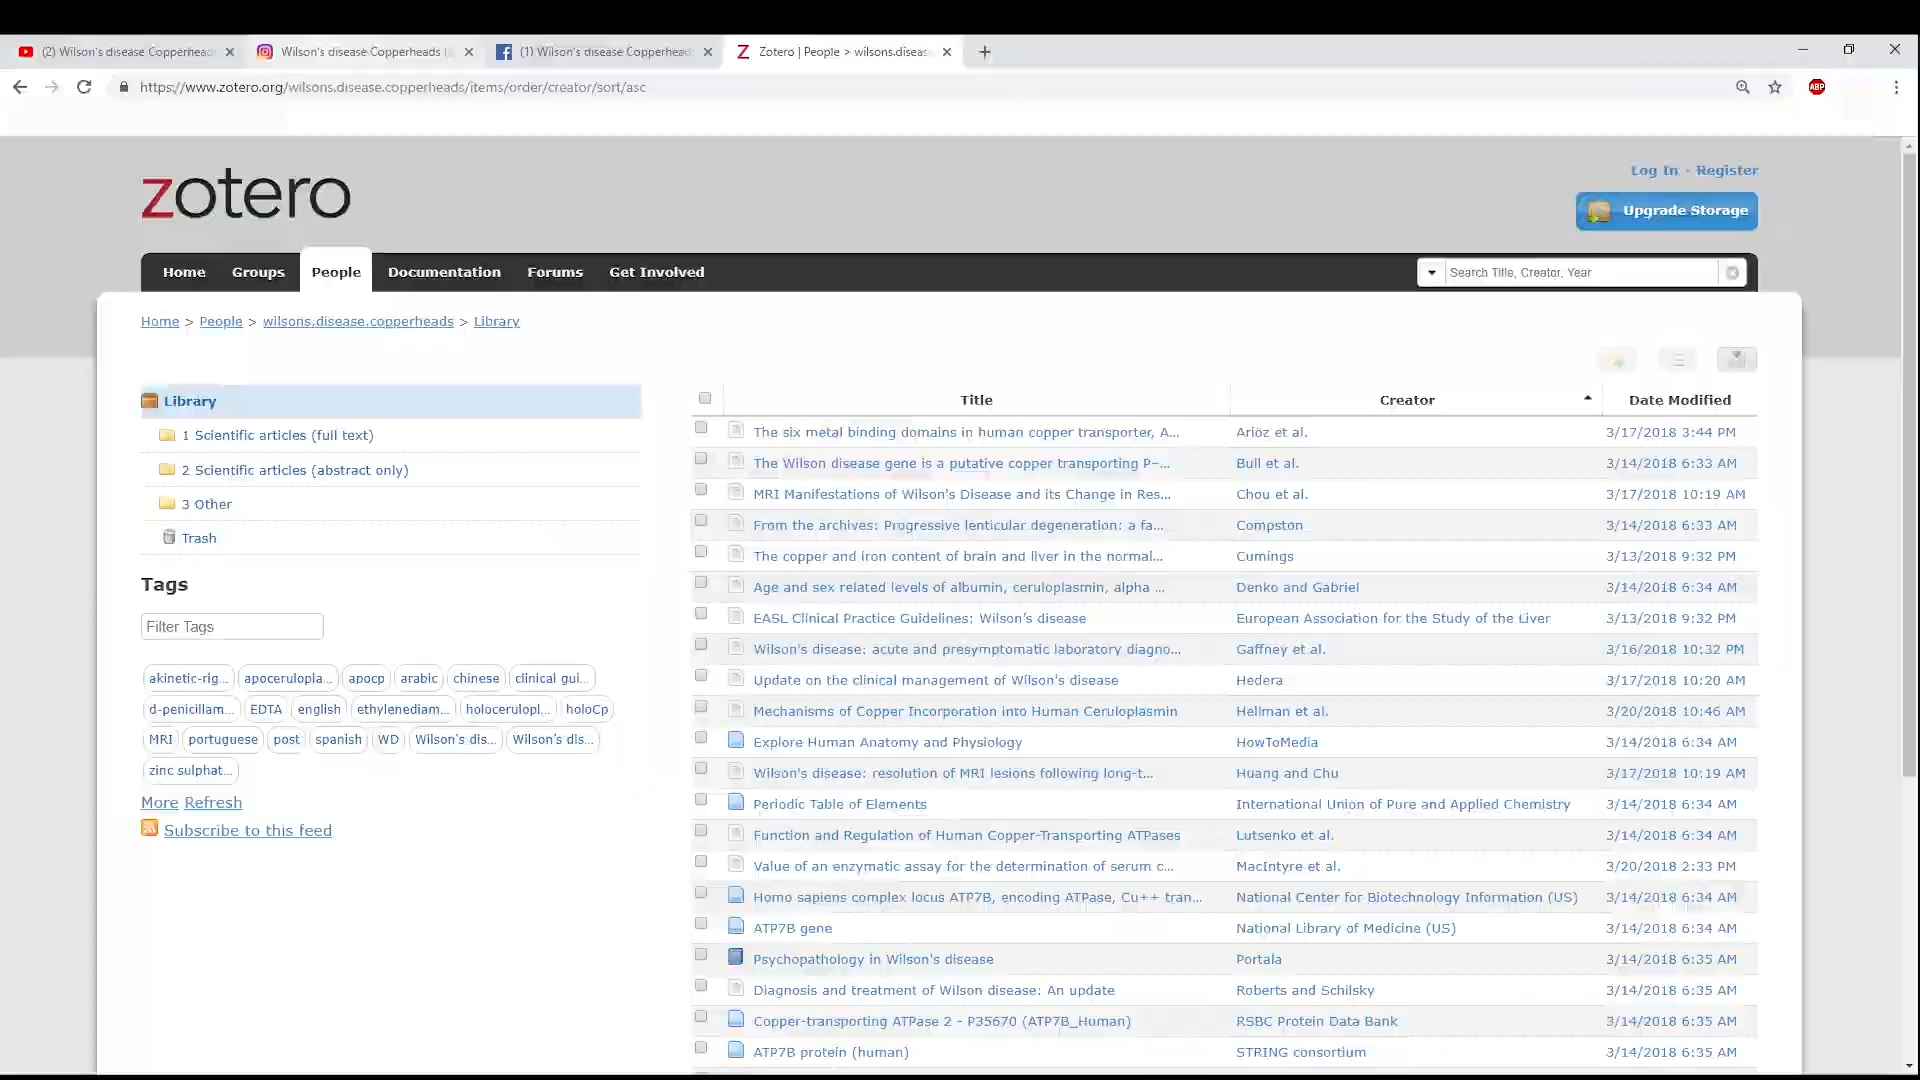 (2) Wilson's disease Copperhead
Wilson's disease Copperheads
(1) Wilson's disease Copperhead
Zotero | People > wilsons.diseas
https://www.zotero.org/wilsons.disease.copperheads/items/order/creator/sort/asc
ABP
zotero
Log In · Register
Upgrade Storage
Home Groups People Documentation Forums Get Involved
Search Title, Creator, Year
Home > People > wilsons.disease.copperheads > Library
Library
1 Scientific articles (full text)
2 Scientific articles (abstract only)
3 Other
Trash
Tags
Filter Tags
akinetic-rig... apocerulopla... apocp arabic chinese clinical gui...
d-penicillam... EDTA english ethylenediam... holocerulopl... holoCp
MRI portuguese post spanish WD Wilson's dis... Wilson’s dis...
zinc sulphat...
More Refresh
Subscribe to this feed
Title Creator Date Modified
The six metal binding domains in human copper transporter, A... Ariöz et al. 3/17/2018 3:44 PM
The Wilson disease gene is a putative copper transporting P–... Bull et al. 3/14/2018 6:33 AM
MRI Manifestations of Wilson's Disease and its Change in Res... Chou et al. 3/17/2018 10:19 AM
From the archives: Progressive lenticular degeneration: a fa... Compston 3/14/2018 6:33 AM
The copper and iron content of brain and liver in the normal... Cumings 3/13/2018 9:32 PM
Age and sex related levels of albumin, ceruloplasmin, alpha ... Denko and Gabriel 3/14/2018 6:34 AM
EASL Clinical Practice Guidelines: Wilson’s disease European Association for the Study of the Liver 3/13/2018 9:32 PM
Wilson's disease: acute and presymptomatic laboratory diagno... Gaffney et al. 3/16/2018 10:32 PM
Update on the clinical management of Wilson's disease Hedera 3/17/2018 10:20 AM
Mechanisms of Copper Incorporation into Human Ceruloplasmin Hellman et al. 3/20/2018 10:46 AM
Explore Human Anatomy and Physiology HowToMedia 3/14/2018 6:34 AM
Wilson's disease: resolution of MRI lesions following long-t... Huang and Chu 3/17/2018 10:19 AM
Periodic Table of Elements International Union of Pure and Applied Chemistry 3/14/2018 6:34 AM
Function and Regulation of Human Copper-Transporting ATPases Lutsenko et al. 3/14/2018 6:34 AM
Value of an enzymatic assay for the determination of serum c... MacIntyre et al. 3/20/2018 2:33 PM
Homo sapiens complex locus ATP7B, encoding ATPase, Cu++ tran... National Center for Biotechnology Information (US) 3/14/2018 6:34 AM
ATP7B gene National Library of Medicine (US) 3/14/2018 6:34 AM
Psychopathology in Wilson's disease Portala 3/14/2018 6:35 AM
Diagnosis and treatment of Wilson disease: An update Roberts and Schilsky 3/14/2018 6:35 AM
Copper-transporting ATPase 2 - P35670 (ATP7B_Human) RSBC Protein Data Bank 3/14/2018 6:35 AM
ATP7B protein (human) STRING consortium 3/14/2018 6:35 AM